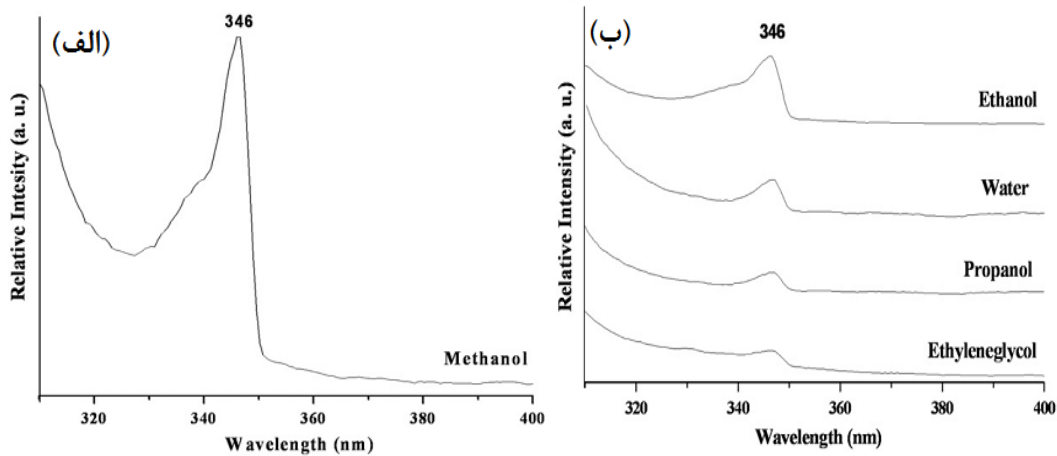 (الف)
346
Relative Intesity (a. u.)
Methanol
320
340
360
380
400
Wavelength (nm)
(ب)
346
Relative Intensity (a. u.)
Ethanol
Water
Propanol
Ethyleneglycol
320
340
360
380
400
Wavelength (nm)